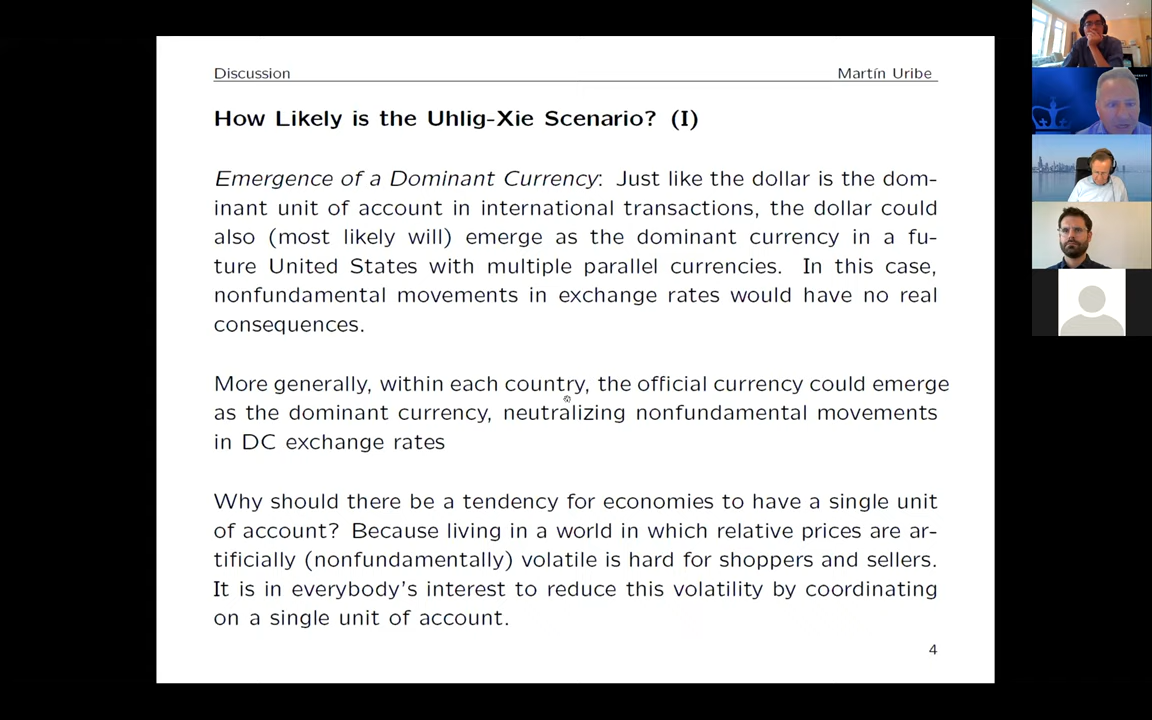 Discussion
Martín Uribe
How Likely is the Uhlig-Xie Scenario? (I)
Emergence of a Dominant Currency: Just like the dollar is the dom-
inant unit of account in international transactions, the dollar could
also (most likely will) emerge as the dominant currency in a fu-
ture United States with multiple parallel currencies. In this case,
nonfundamental movements in exchange rates would have no real
consequences.
More generally, within each country, the official currency could emerge
as the dominant currency, neutralizing nonfundamental movements
in DC exchange rates
Why should there be a tendency for economies to have a single unit
of account? Because living in a world in which relative prices are ar-
tificially (nonfundamentally) volatile is hard for shoppers and sellers.
It is in everybody's interest to reduce this volatility by coordinating
on a single unit of account.
4